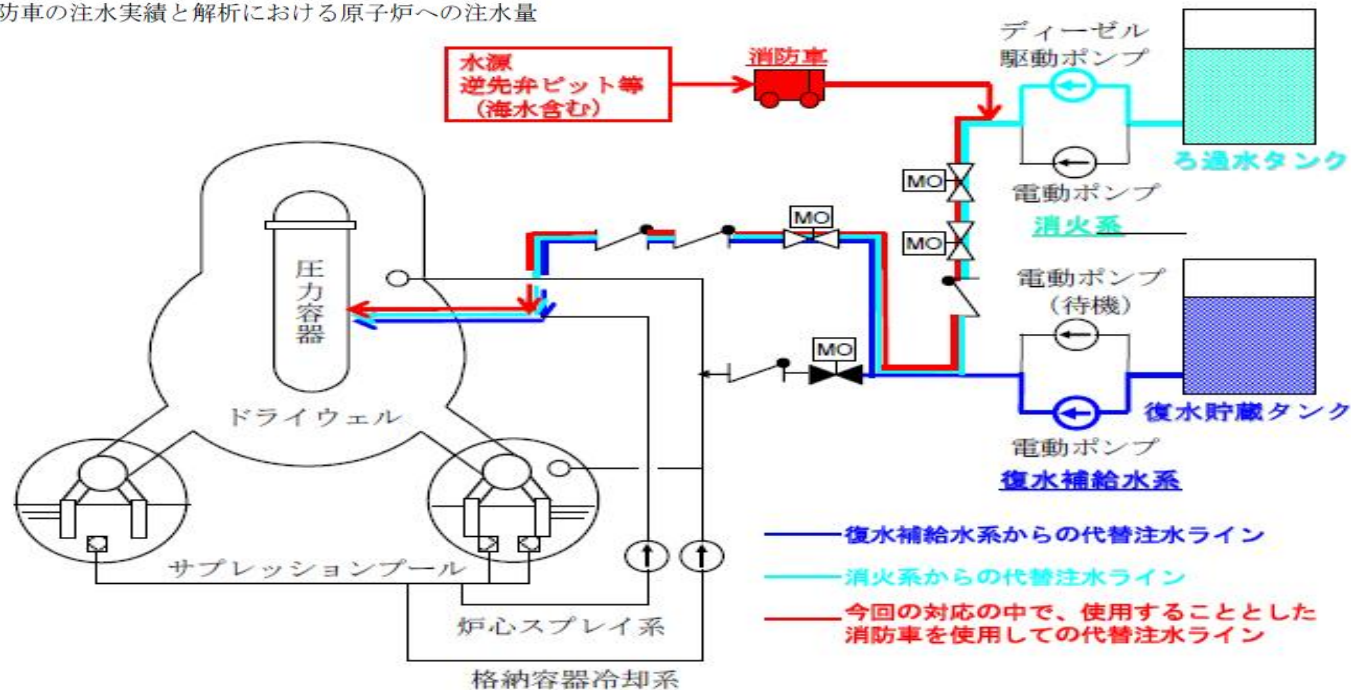 防車の注水実績と解析における原子炉への注水量
水源
逆先弁ピット等
(海水含む)
消防車
ディーゼル
駆動ポンプ
ろ過水タンク
MO
電動ポンプ
消火系
MO
MO
圧力容器
電動ポンプ
(待機)
MO
ドライウェル
復水貯蔵タンク
電動ポンプ
復水補給水系
復水補給水系からの代替注水ライン
サプレッションプール
消火系からの代替注水ライン
今回の対応の中で、使用することとした
消防車を使用しての代替注水ライン
炉心スプレイ系
格納容器冷却系